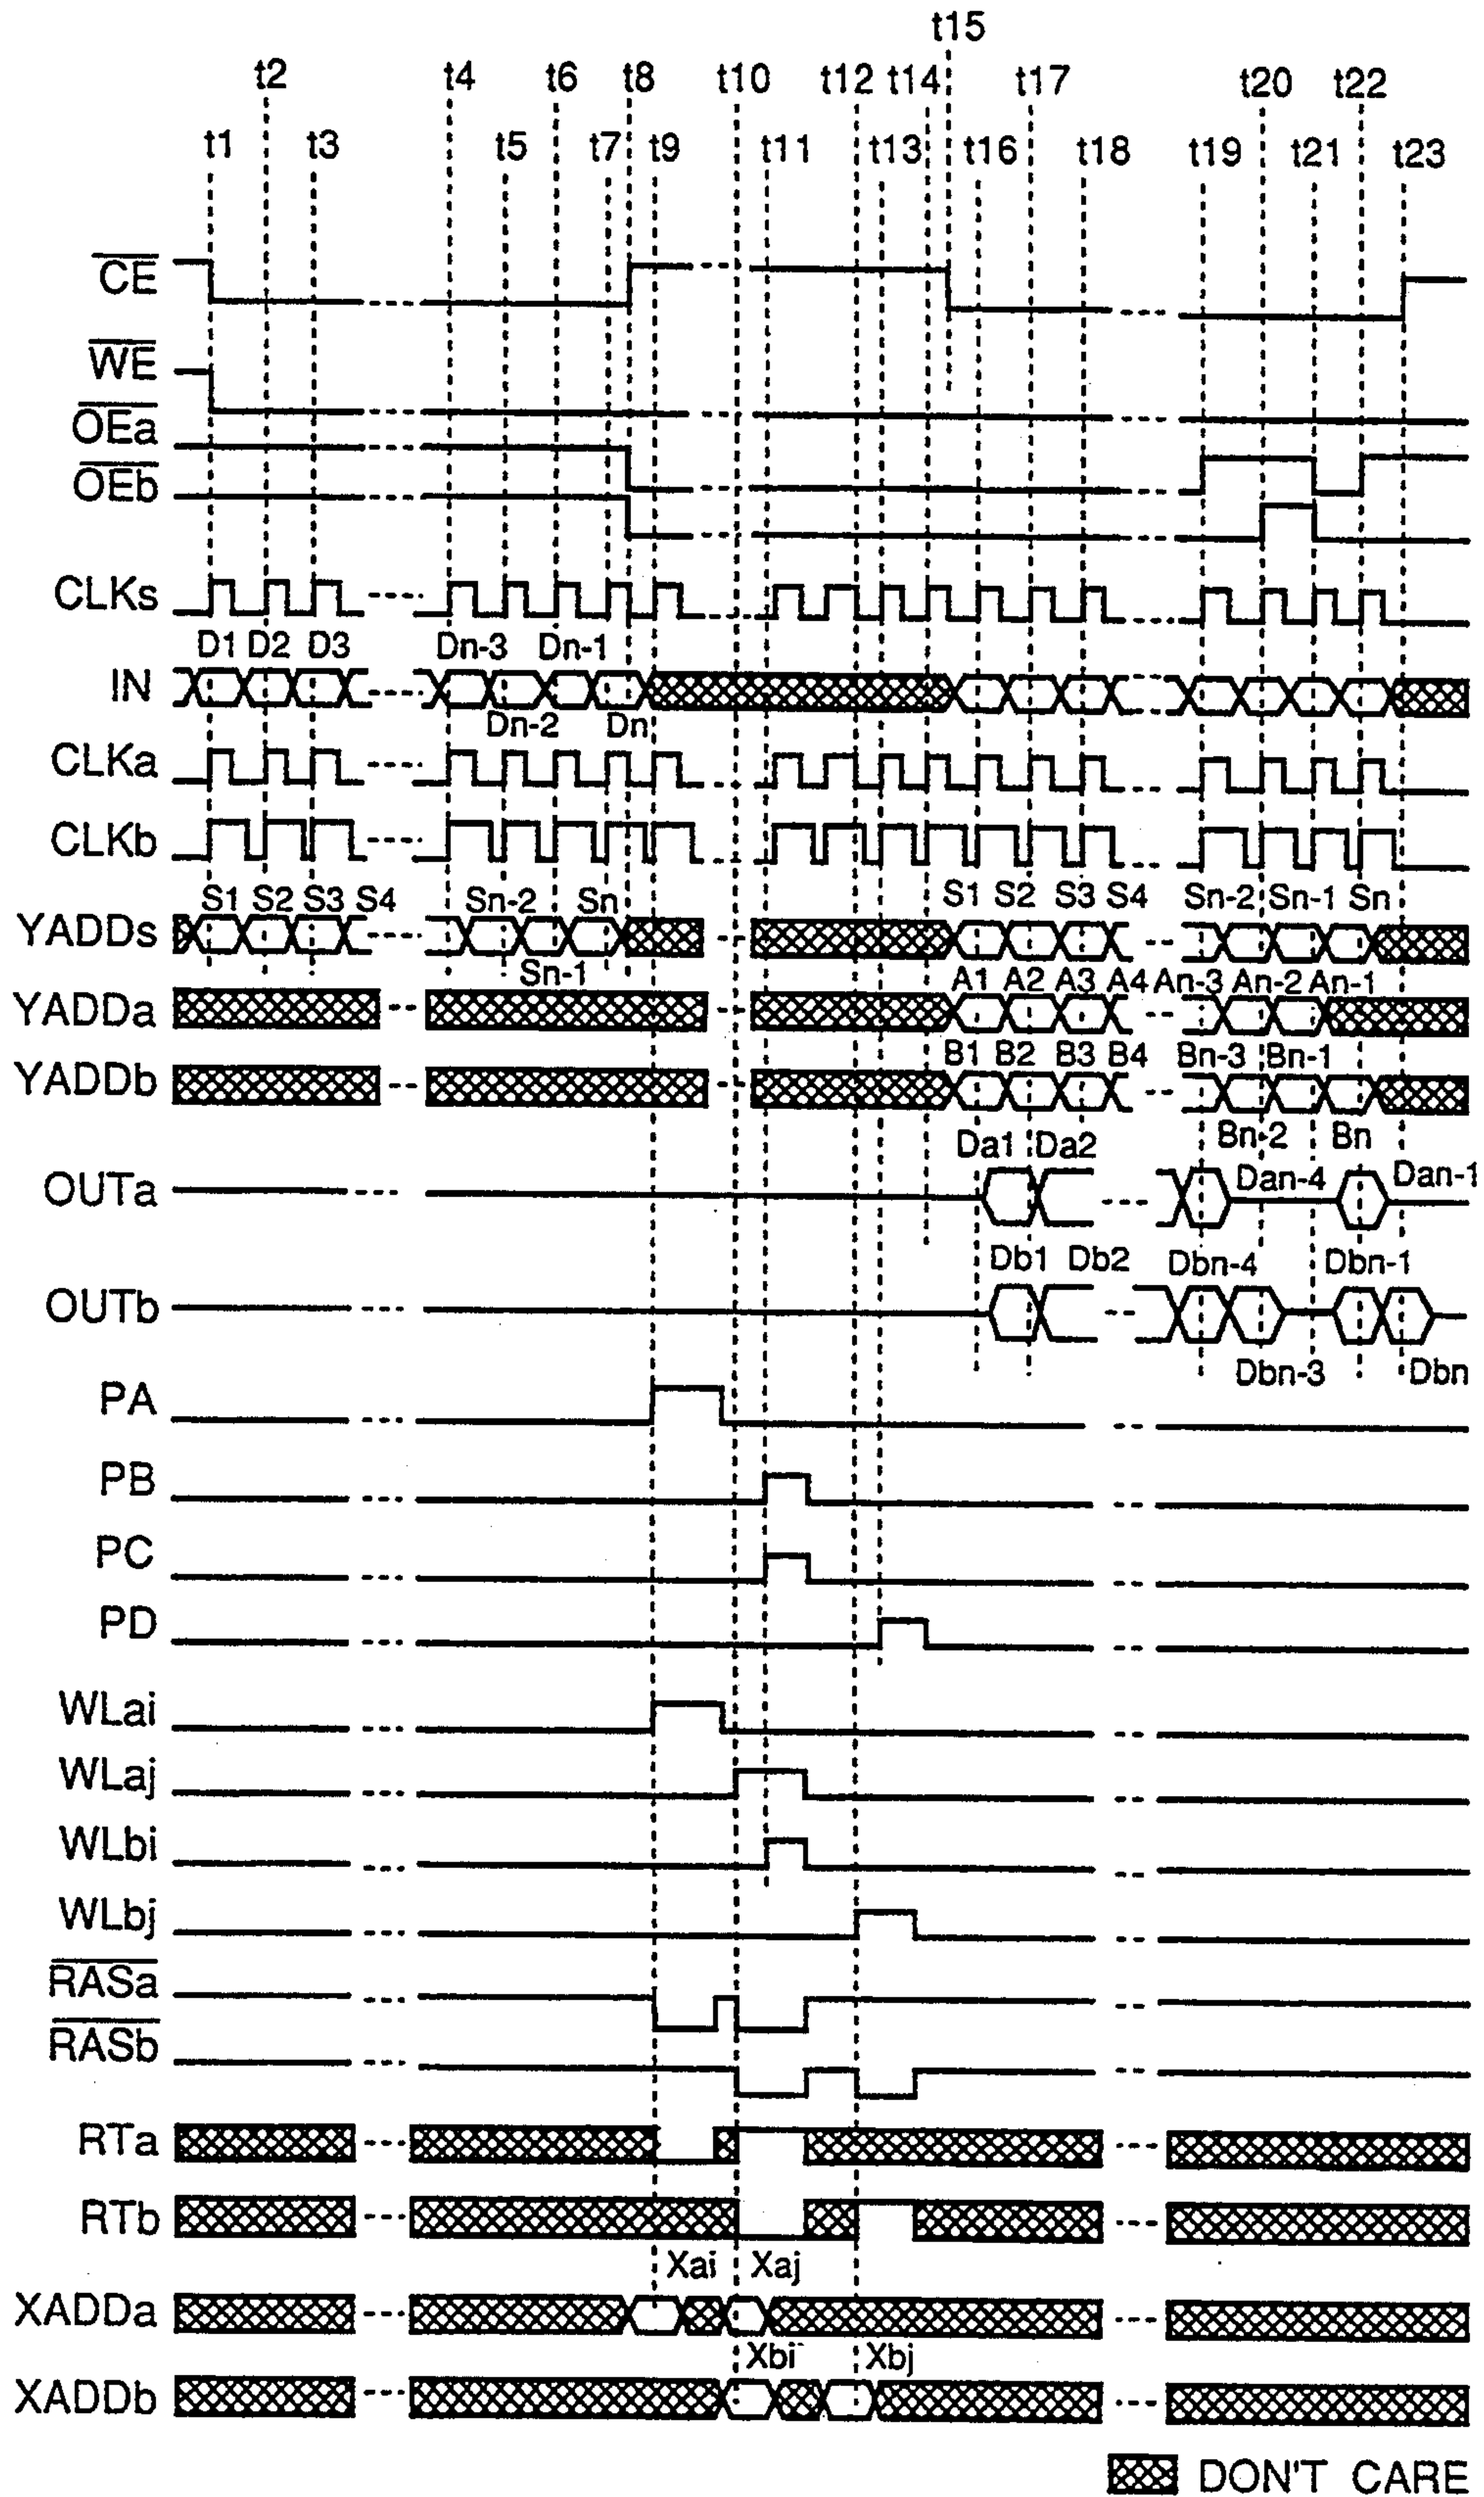 t15
t2 t4 t6 t8 t10 t12 t14 t17 t20 t22
t1 t3 t5 t7 t9 t11 t13 t16 t18 t19 t21 t23
CE
WE
OEa
OEb
CLKs
D1 D2 D3 Dn-3 Dn-1
IN
Dn-2 Dn
CLKa
CLKb
S1 S2 S3 S4 Sn-2 Sn S1 S2 S3 S4 Sn-2 Sn-1 Sn
YADDs
Sn-1
A1 A2 A3 A4 An-3 An-2 An-1
YADDa
B1 B2 B3 B4 Bn-3 Bn-1
YADDb
Bn-2 Bn
Da1 Da2
Dan-4 Dan-1
OUTa
Db1 Db2 Dbn-4 Dbn-1
OUTb
Dbn-3 Dbn
PA
PB
PC
PD
WLai
WLaj
WLbi
WLbj
RASa
RASb
RTa
RTb
Xai Xaj
XADDa
Xbi Xbj
XADDb
DON'T CARE